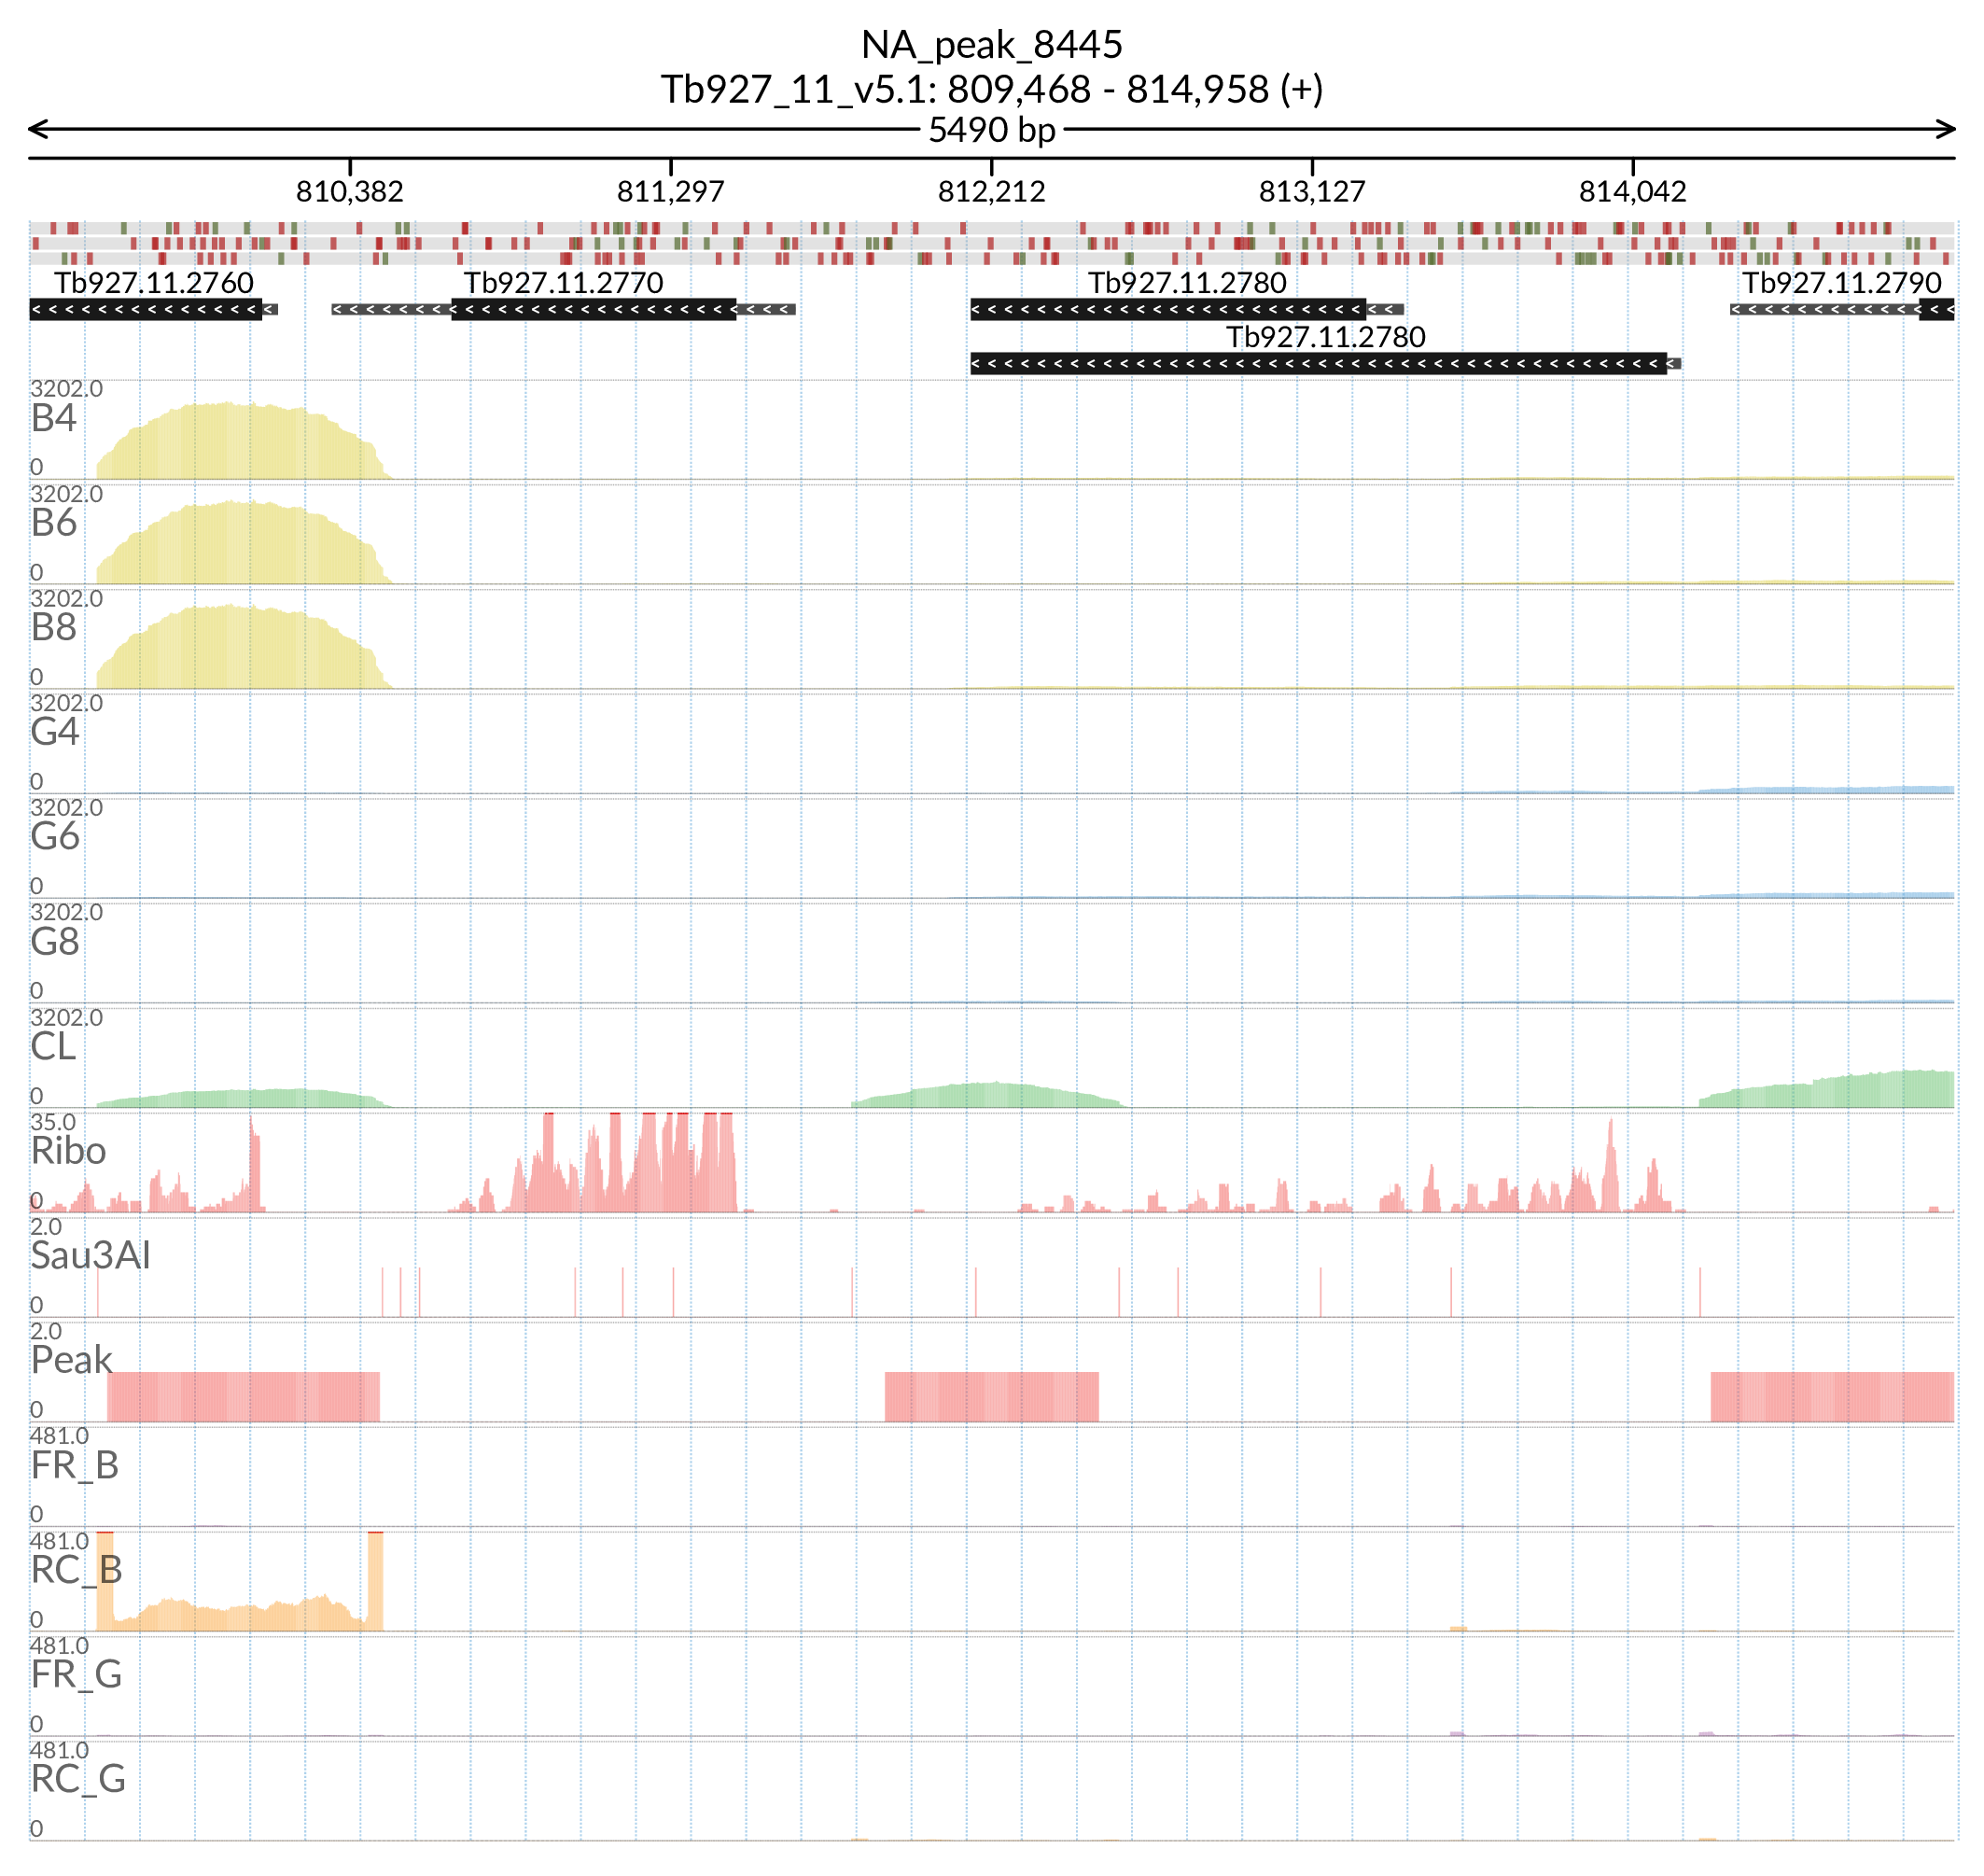 NA_peak_8445
Tb927_11_v5.1: 809,468 - 814,958 (+)
5490 bp
810,382 811,297 812,212 813,127 814,042
Tb927.11.2760 Tb927.11.2770 Tb927.11.2780 Tb927.11.2790
Tb927.11.2780
3202.0
B4
0
3202.0
B6
0
3202.0
B8
0
3202.0
G4
0
3202.0
G6
0
3202.0
G8
0
3202.0
CL
0
35.0
Ribo
0
2.0
Sau3AI
0
2.0
Peak
0
481.0
FR_B
0
481.0
RC_B
0
481.0
FR_G
0
481.0
RC_G
0